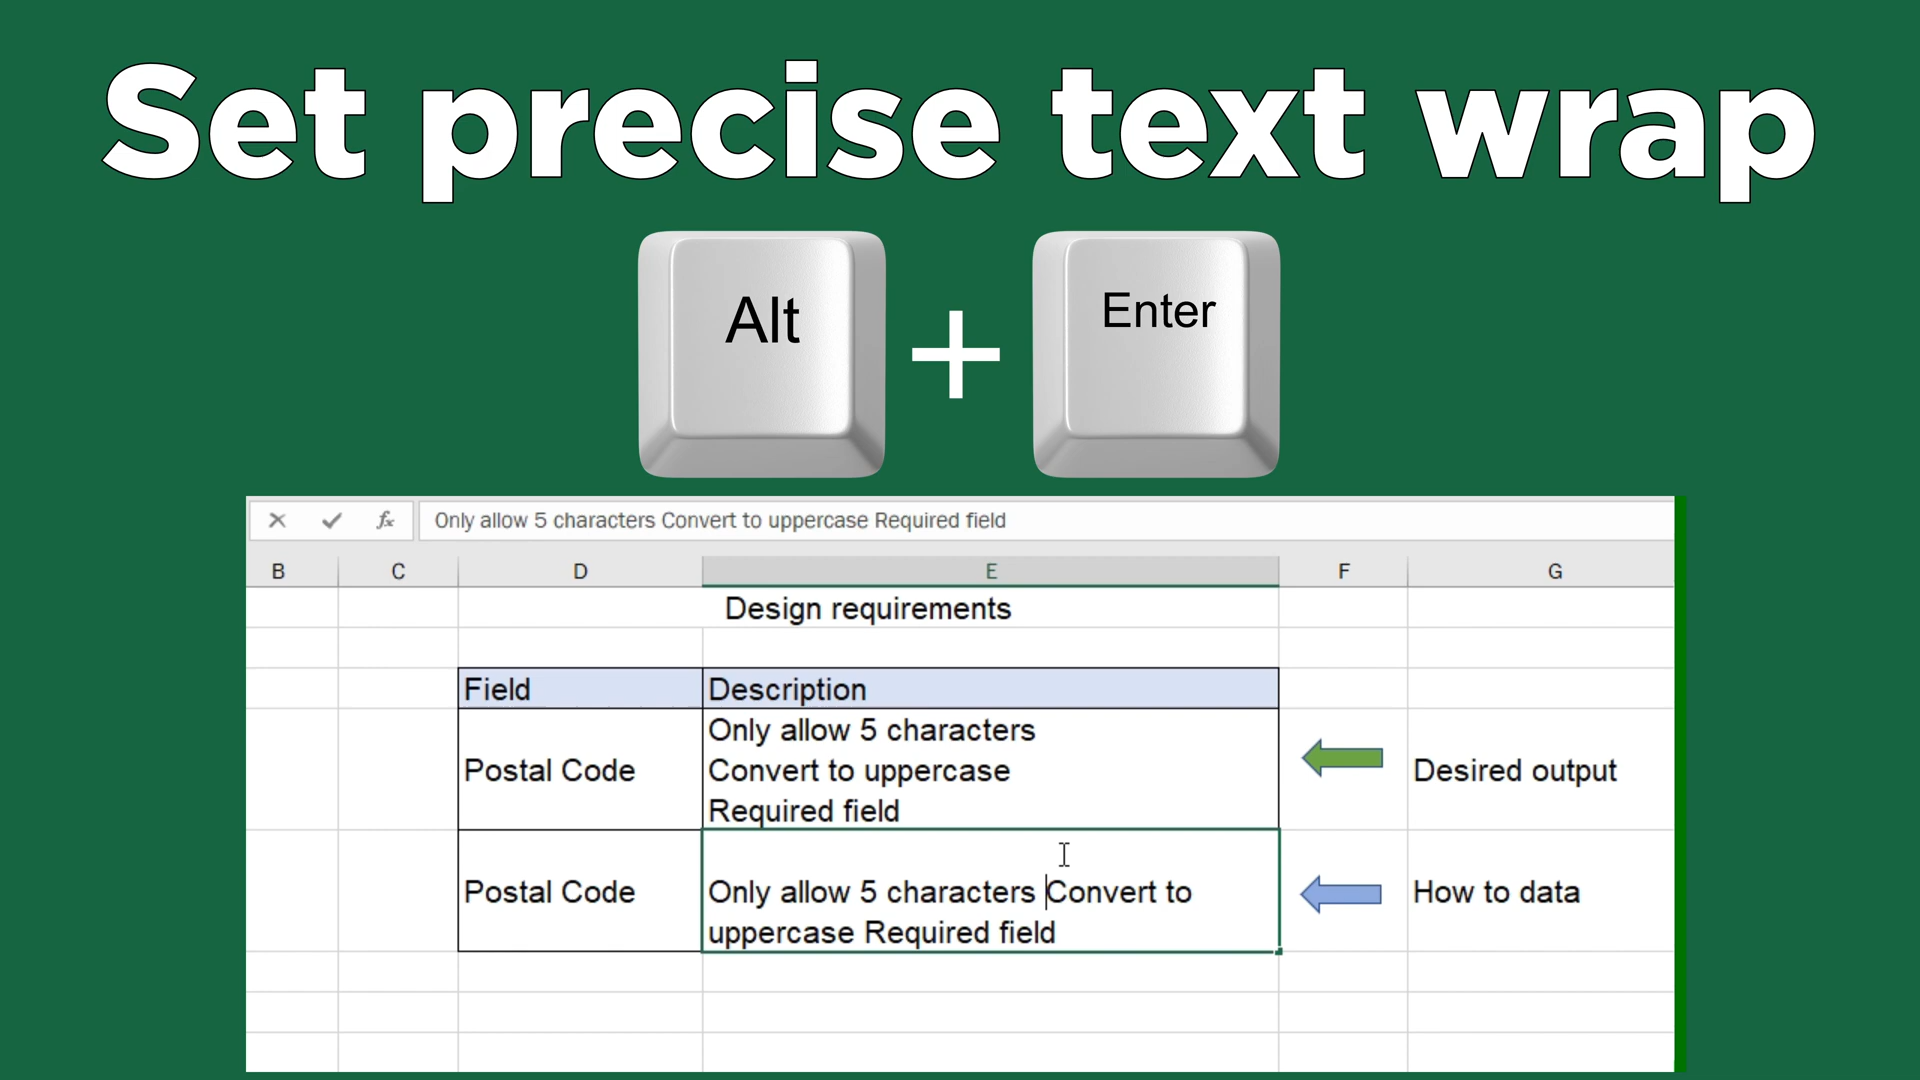 Set precise text wrap
Alt + Enter
fx Only allow 5 characters Convert to uppercase Required field
B C D E F G
Design requirements
Field Description
Only allow 5 characters
Postal Code Convert to uppercase Desired output
Required field
Postal Code Only allow 5 characters Convert to How to data
uppercase Required field